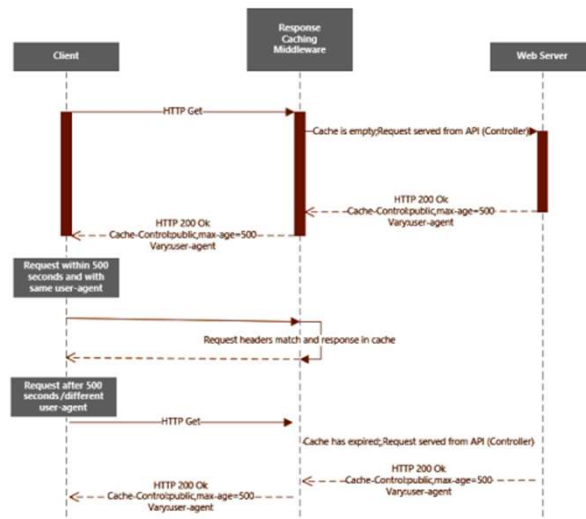 Response
Caching
Middleware
Client
Web Server
HTTP Get
Cache is empty;Request served from API (Controller)
HTTP 200 Ok
Cache-Control:public,max-age=500
Vary:user-agent
HTTP 200 Ok
Cache-Control:public,max-age=500
Vary:user-agent
Request within 500
seconds and with
same user-agent
Request headers match and response in cache
Request after 500
seconds/different
user-agent
HTTP Get
Cache has expired;,Request served from API (Controller)
HTTP 200 Ok
Cache-Control:public,max-age=500
Vary:user-agent
HTTP 200 Ok
Cache-Control:public,max-age=500
Vary:user-agent